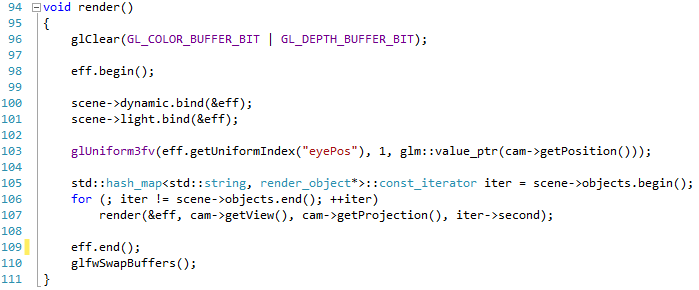 94 void render()
95 {
96     glClear(GL_COLOR_BUFFER_BIT | GL_DEPTH_BUFFER_BIT);
97
98     eff.begin();
99
100     scene->dynamic.bind(&eff);
101     scene->light.bind(&eff);
102
103     glUniform3fv(eff.getUniformIndex("eyePos"), 1, glm::value_ptr(cam->getPosition()));
104
105     std::hash_map<std::string, render_object*>::const_iterator iter = scene->objects.begin();
106     for (; iter != scene->objects.end(); ++iter)
107         render(&eff, cam->getView(), cam->getProjection(), iter->second);
108
109     eff.end();
110     glfwSwapBuffers();
111 }